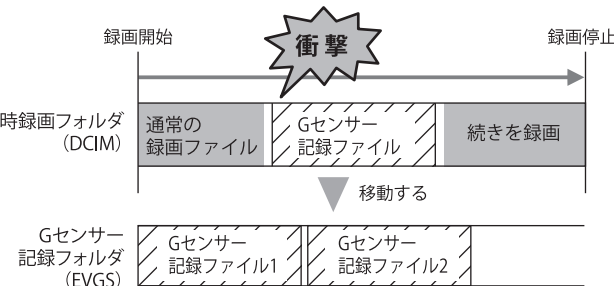 録画開始
衝撃
録画停止
時録画フォルダ
（DCIM）
通常の
録画ファイル
Gセンサー
記録ファイル
続きを録画
移動する
Gセンサー
記録フォルダ
（EVGS）
Gセンサー
記録ファイル1
Gセンサー
記録ファイル2